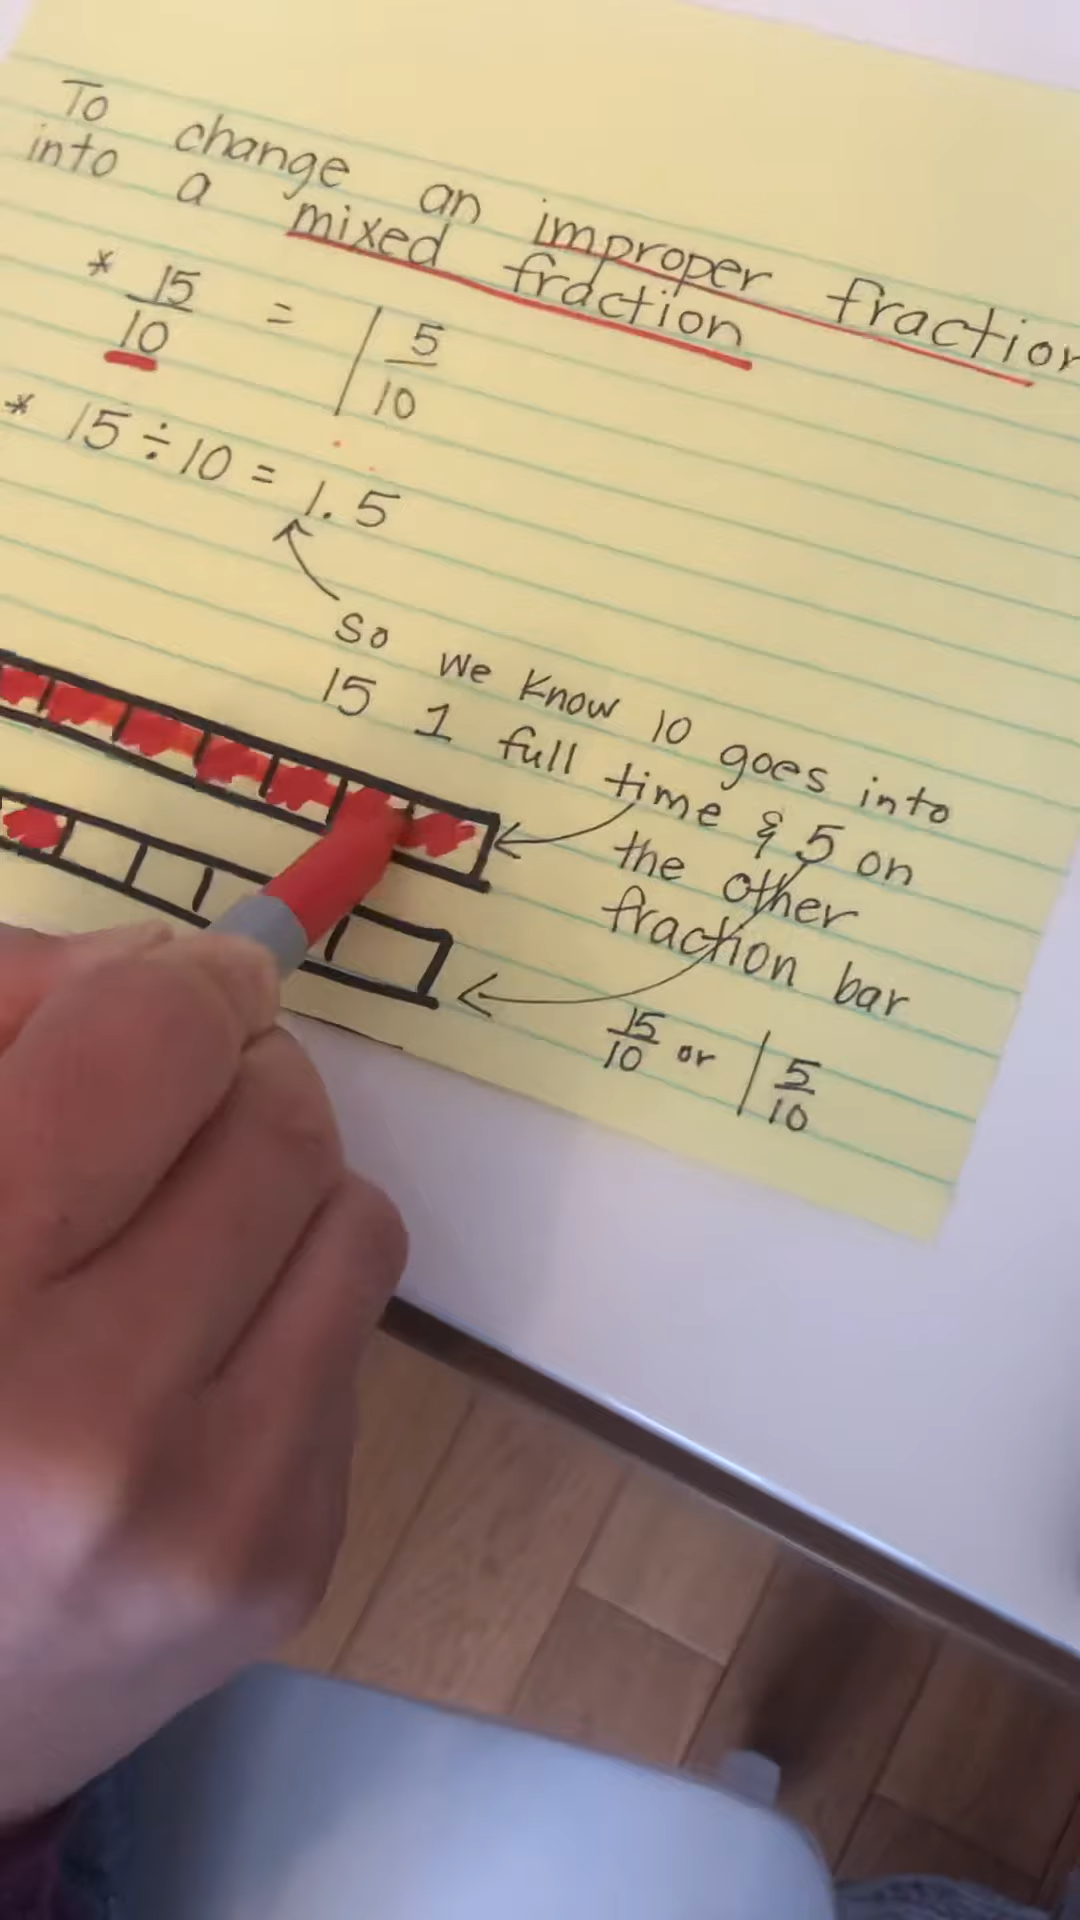 To change an improper fraction
into a mixed fraction
* 15/10 = 1 5/10
* 15 ÷ 10 = 1.5
so we know 10 goes into
15 1 full time & 5 on
the other
fraction bar
15/10 or 1 5/10